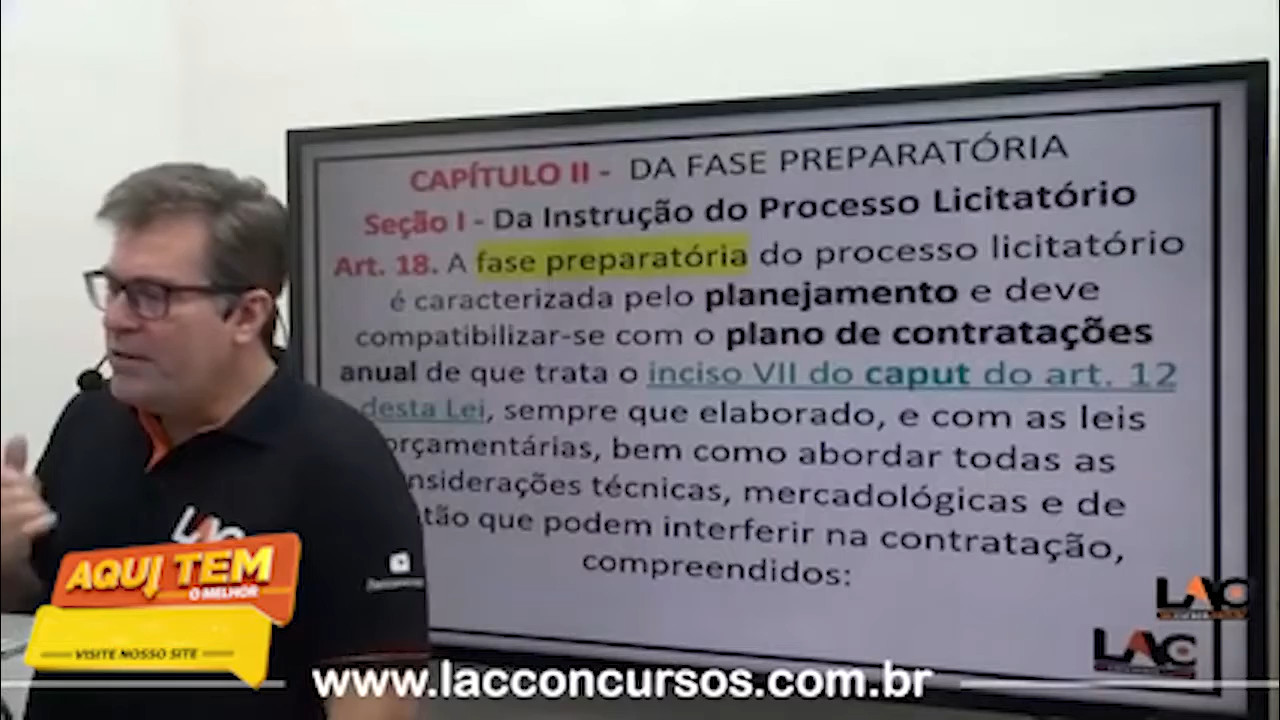 CAPÍTULO II - DA FASE PREPARATÓRIA
Seção I - Da Instrução do Processo Licitatório
Art. 18. A fase preparatória do processo licitatório
é caracterizada pelo planejamento e deve
compatibilizar-se com o plano de contratações
anual de que trata o inciso VII do caput do art. 12
desta Lei, sempre que elaborado, e com as leis
orçamentárias, bem como abordar todas as
nsiderações técnicas, mercadológicas e de
tão que podem interferir na contratação,
compreendidos:
LAC
LAC
LAC
AQUI TEM
O MELHOR
VISITE NOSSO SITE
www.lacconcursos.com.br